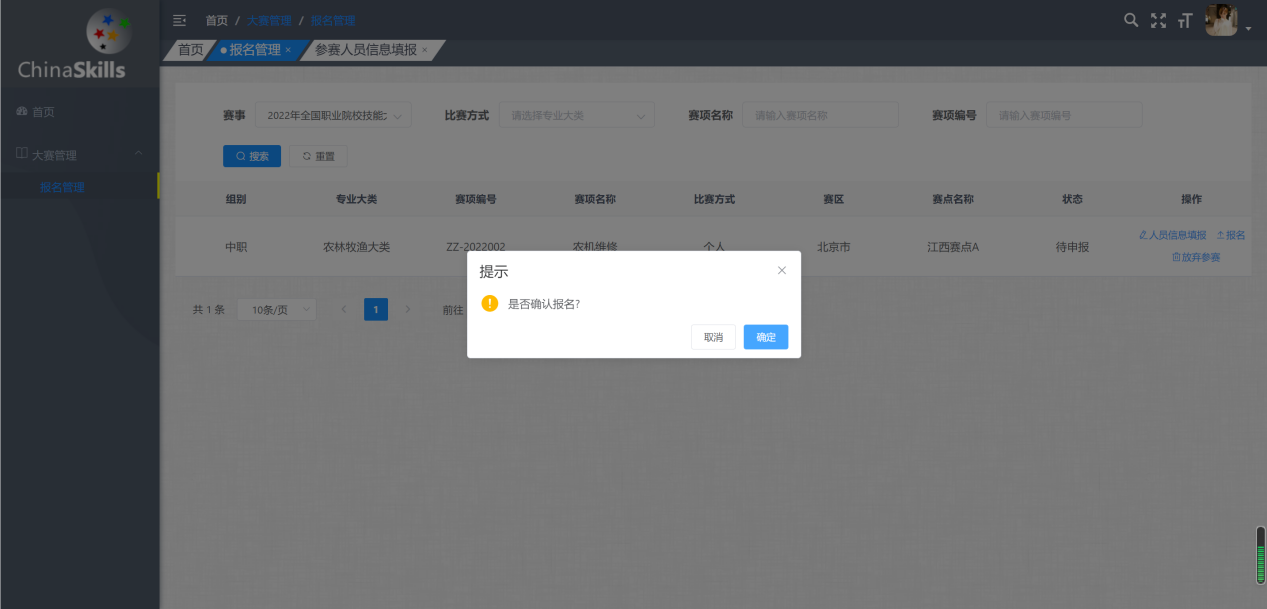 ChinaSkills
首页
大赛管理
报名管理
首页 / 大赛管理 / 报名管理
首页 报名管理 × 参赛人员信息填报 ×
赛事 2022年全国职业院校技能 比赛方式 请选择专业大类 赛项名称 请输入赛项名称 赛项编号 请输入赛项编号
搜索 重置
组别 专业大类 赛项编号 赛项名称 比赛方式 赛区 赛点名称 状态 操作
中职 农林牧渔大类 ZZ-2022002 农机维修 个人 北京市 江西赛点A 待申报 人员信息填报 报名
放弃参赛
共 1 条 10条/页 1 前往
提示
是否确认报名?
取消 确定